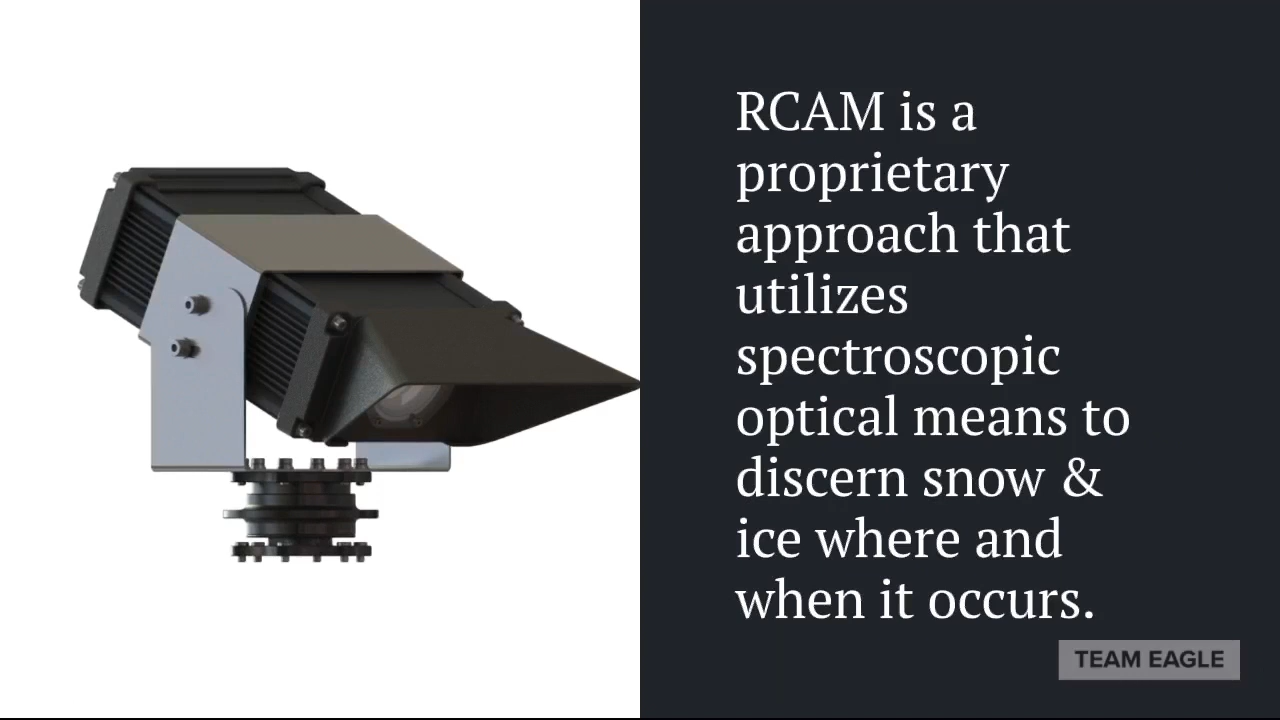 RCAM is a
proprietary
approach that
utilizes
spectroscopic
optical means to
discern snow &
ice where and
when it occurs.
TEAM EAGLE